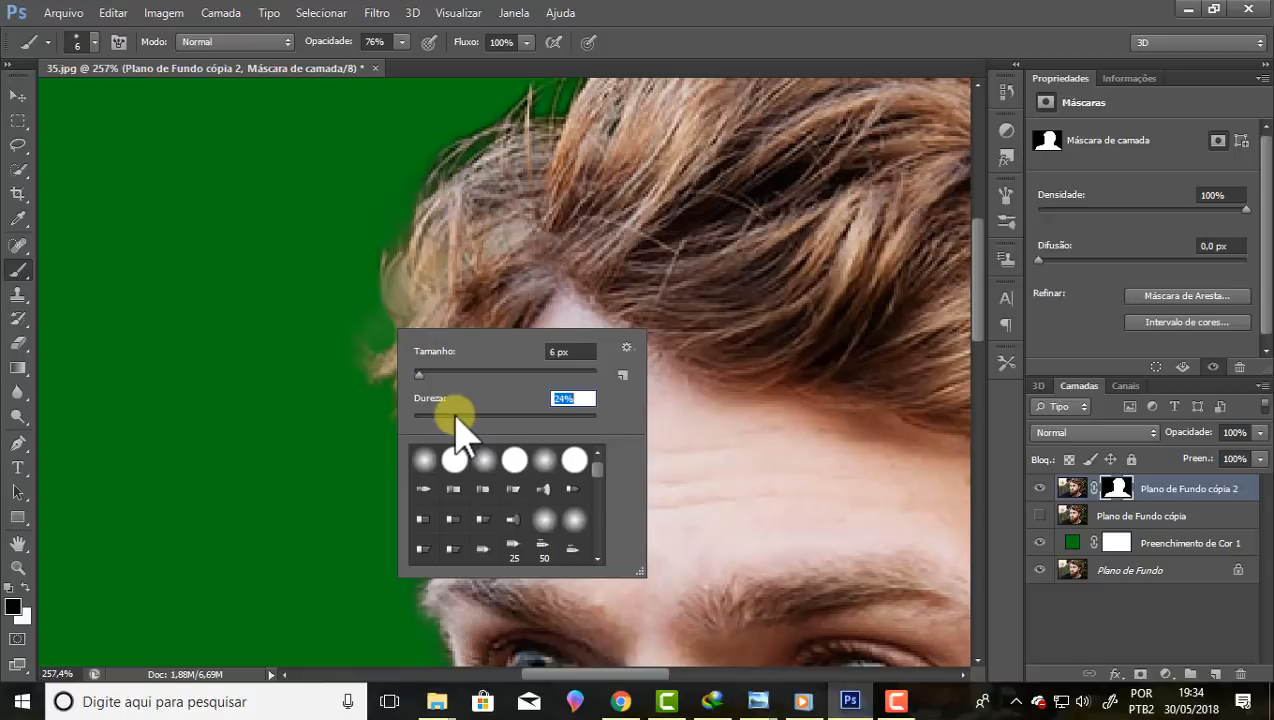 Ps Arquivo Editar Imagem Camada Tipo Selecionar Filtro 3D Visualizar Janela Ajuda
6 Modo: Normal Opacidade: 76% Fluxo: 100% 3D
35.jpg @ 257% (Plano de Fundo cópia 2, Máscara de camada/8) * ×
Propriedades Informações
Máscaras
Máscara de camada
Densidade: 100%
Difusão: 0,0 px
Refinar: Máscara de Aresta...
Intervalo de cores...
Tamanho: 6 px
Dureza: 24%
25 50
3D Camadas Canais
Tipo
Normal Opacidade: 100%
Bloq.: Preen.: 100%
Plano de Fundo cópia 2
Plano de Fundo cópia
Preenchimento de Cor 1
Plano de Fundo
257,4% Doc: 1,88M/6,69M
Digite aqui para pesquisar
Ps
POR 19:34
PTB2 30/05/2018